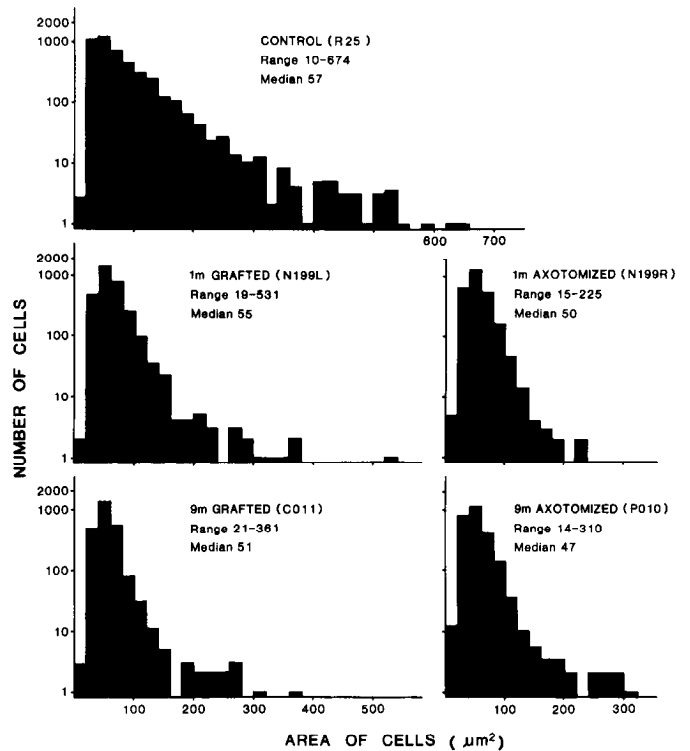 2000
1000
100
10
1
CONTROL (R25)
Range 10-674
Median 57
600 700
2000
1000
100
10
1
1m GRAFTED (N199L)
Range 19-531
Median 55
1m AXOTOMIZED (N199R)
Range 15-225
Median 50
NUMBER OF CELLS
2000
1000
100
10
1
9m GRAFTED (C011)
Range 21-361
Median 51
9m AXOTOMIZED (P010)
Range 14-310
Median 47
100 200 300 400 500
100 200 300
AREA OF CELLS (μm²)